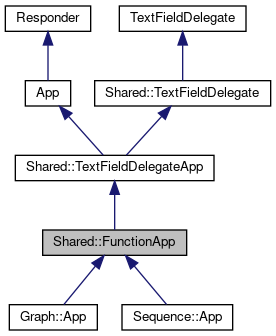 Responder
TextFieldDelegate
App
Shared::TextFieldDelegate
Shared::TextFieldDelegateApp
Shared::FunctionApp
Graph::App
Sequence::App